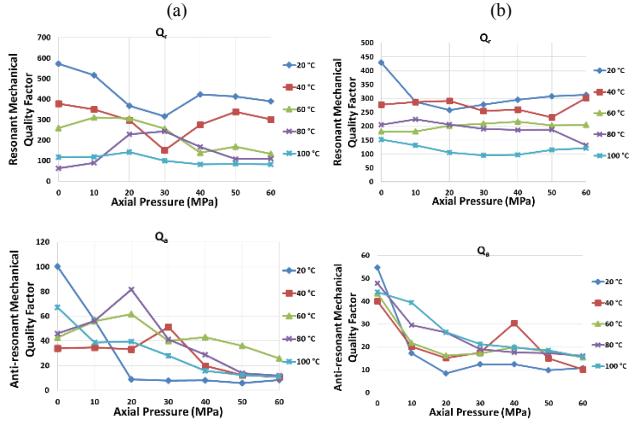 (a)
Qr
Resonant Mechanical
Quality Factor
700
600
500
400
300
200
100
0
0 10 20 30 40 50 60
Axial Pressure (MPa)
20 °C
40 °C
60 °C
80 °C
100 °C
(b)
Qr
Resonant Mechanical
Quality Factor
500
450
400
350
300
250
200
150
100
50
0
0 10 20 30 40 50 60
Axial Pressure (MPa)
20 °C
40 °C
60 °C
80 °C
100 °C
Qa
Anti-resonant Mechanical
Quality Factor
120
100
80
60
40
20
0
0 10 20 30 40 50 60
Axial Pressure (MPa)
20 °C
40 °C
60 °C
80 °C
100 °C
Qa
Anti-resonant Mechanical
Quality Factor
60
50
40
30
20
10
0
0 10 20 30 40 50 60
Axial Pressure (MPa)
20 °C
40 °C
60 °C
80 °C
100 °C